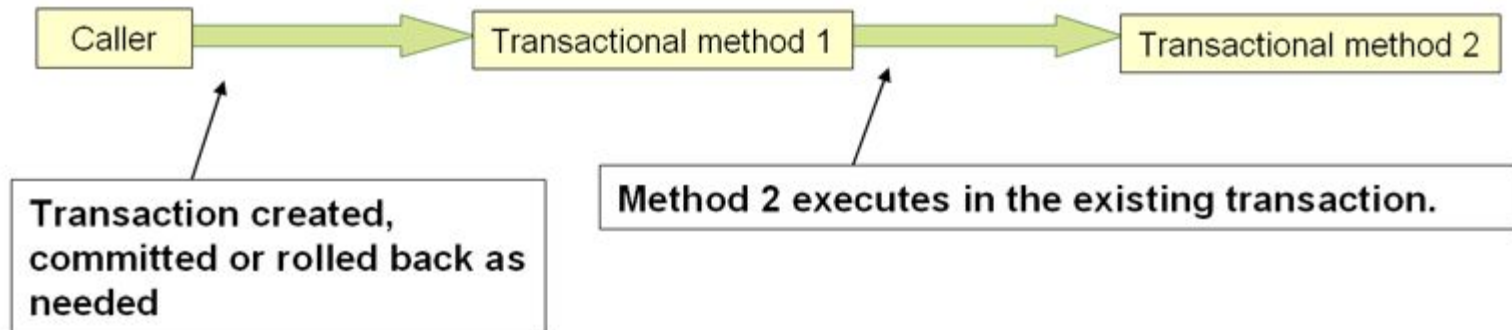 Caller
Transactional method 1
Transactional method 2
Transaction created,
committed or rolled back as
needed
Method 2 executes in the existing transaction.